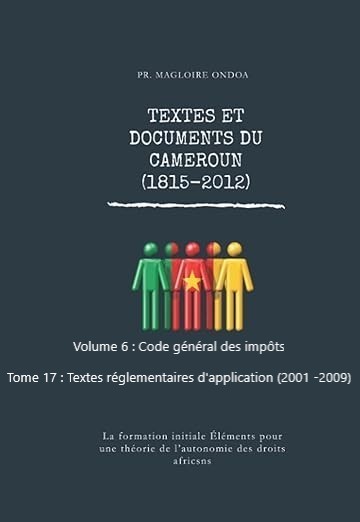 PR. MAGLOIRE ONDOA
TEXTES ET
DOCUMENTS DU
CAMEROUN
(1815-2012)
Volume 6 : Code général des impôts
Tome 17 : Textes réglementaires d'application (2001 -2009)
La formation initiale Éléments pour
une théorie de l'autonomie des droits
africsns